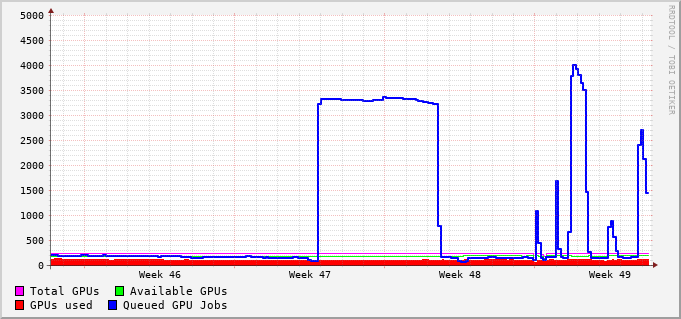 5000
4500
4000
3500
3000
2500
2000
1500
1000
500
0
Week 46 Week 47 Week 48 Week 49
Total GPUs Available GPUs
GPUs used Queued GPU Jobs
RRDTOOL / TOBI OETIKER